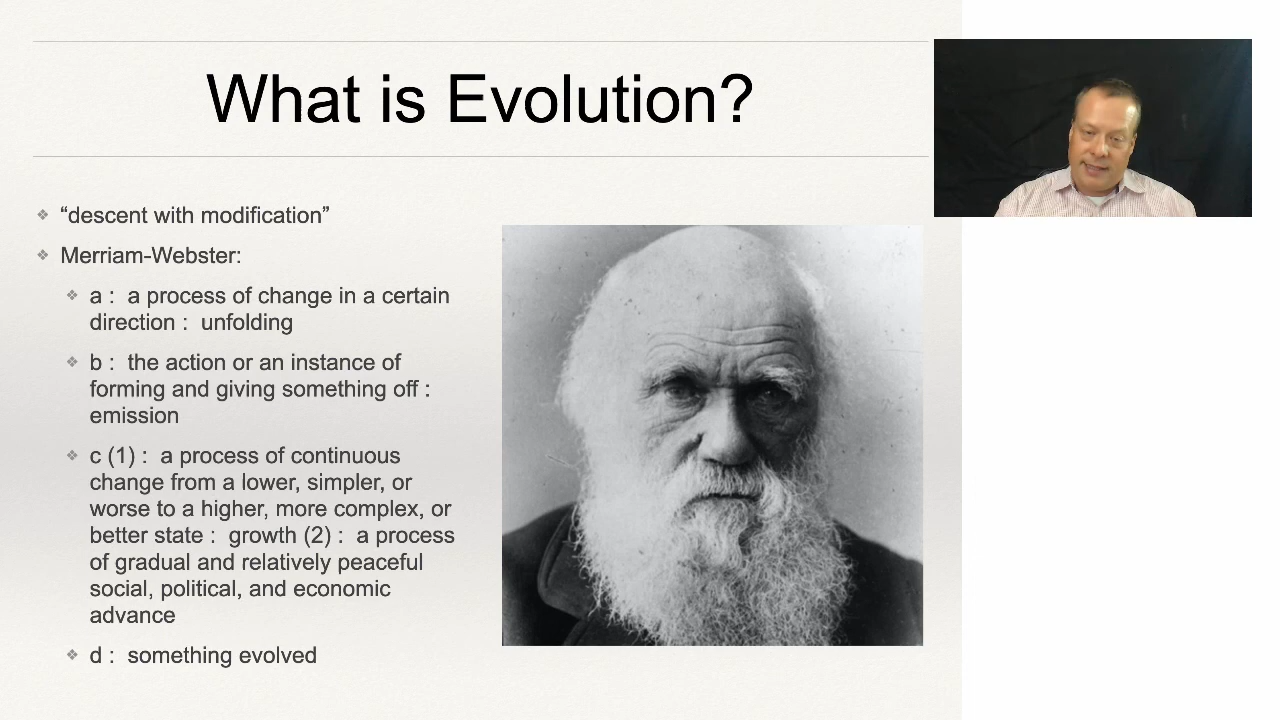 What is Evolution?
“descent with modification”
Merriam-Webster:
a :  a process of change in a certain
direction :  unfolding
b :  the action or an instance of
forming and giving something off :
emission
c (1) :  a process of continuous
change from a lower, simpler, or
worse to a higher, more complex, or
better state :  growth (2) :  a process
of gradual and relatively peaceful
social, political, and economic
advance
d :  something evolved